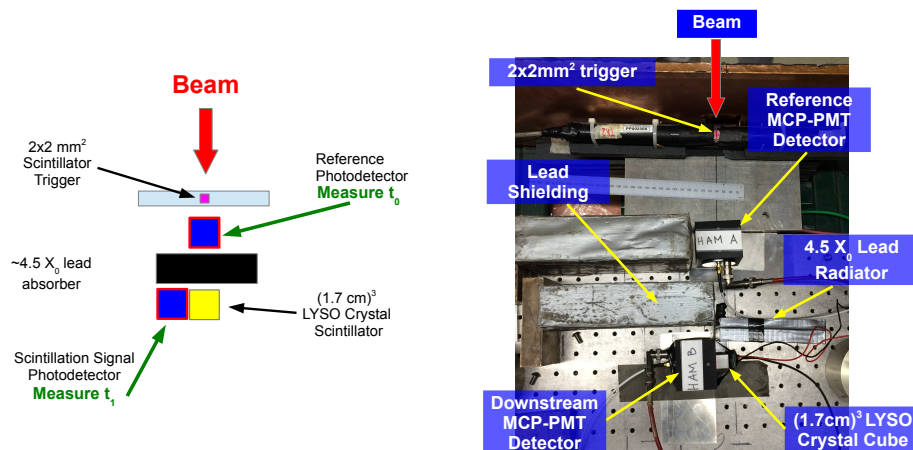 Beam
2x2 mm²
Scintillator
Trigger
Reference
Photodetector
Measure t₀
~4.5 X₀ lead
absorber
(1.7 cm)³
LYSO Crystal
Scintillator
Scintillation Signal
Photodetector
Measure t₁
Beam
2x2mm² trigger
Reference
MCP-PMT
Detector
Lead
Shielding
HAM A
4.5 X₀ Lead
Radiator
HAM B
Downstream
MCP-PMT
Detector
(1.7cm)³ LYSO
Crystal Cube